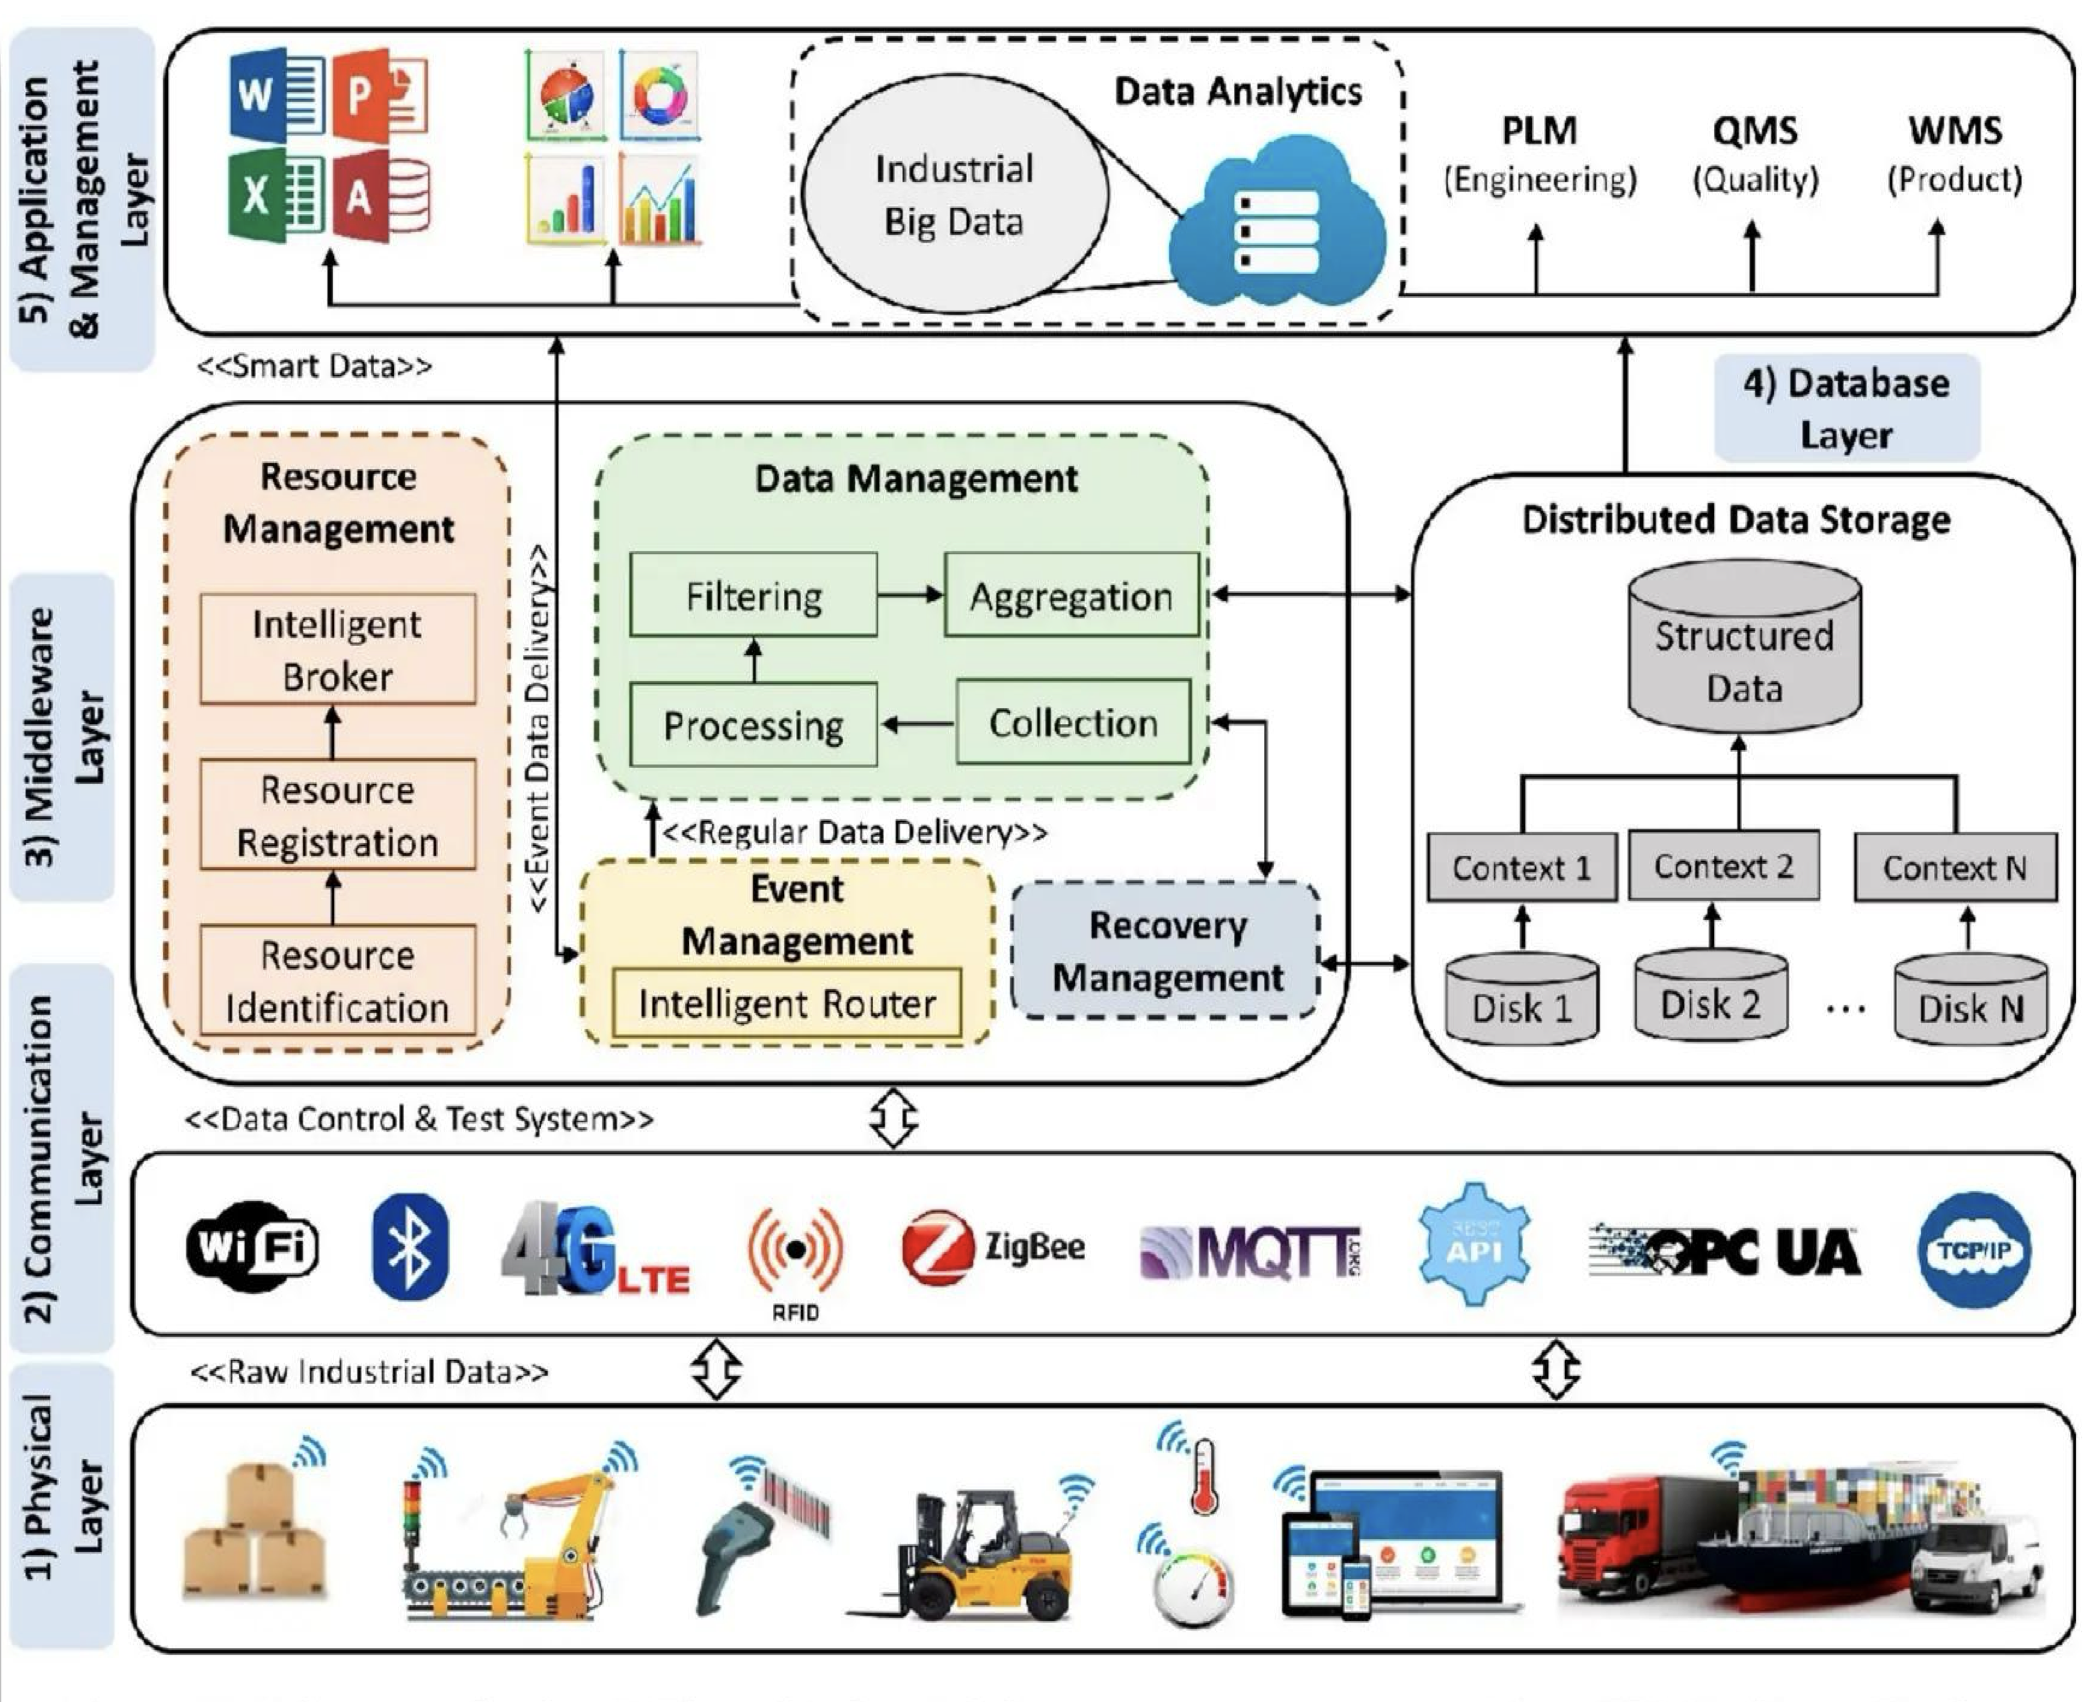 5) Application
& Management
Layer
W
P
X
A
Data Analytics
Industrial
Big Data
PLM
(Engineering)
QMS
(Quality)
WMS
(Product)
<<Smart Data>>
4) Database
Layer
3) Middleware
Layer
Resource
Management
Intelligent
Broker
Resource
Registration
Resource
Identification
<<Event Data Delivery>>
Data Management
Filtering
Aggregation
Processing
Collection
<<Regular Data Delivery>>
Event
Management
Intelligent Router
Recovery
Management
Distributed Data Storage
Structured
Data
Context 1
Context 2
Context N
Disk 1
Disk 2
...
Disk N
2) Communication
Layer
<<Data Control & Test System>>
WiFi
4G LTE
RFID
Z ZigBee
MQTT.ORG
REST
API
OPC UA
TCP/IP
<<Raw Industrial Data>>
1) Physical
Layer